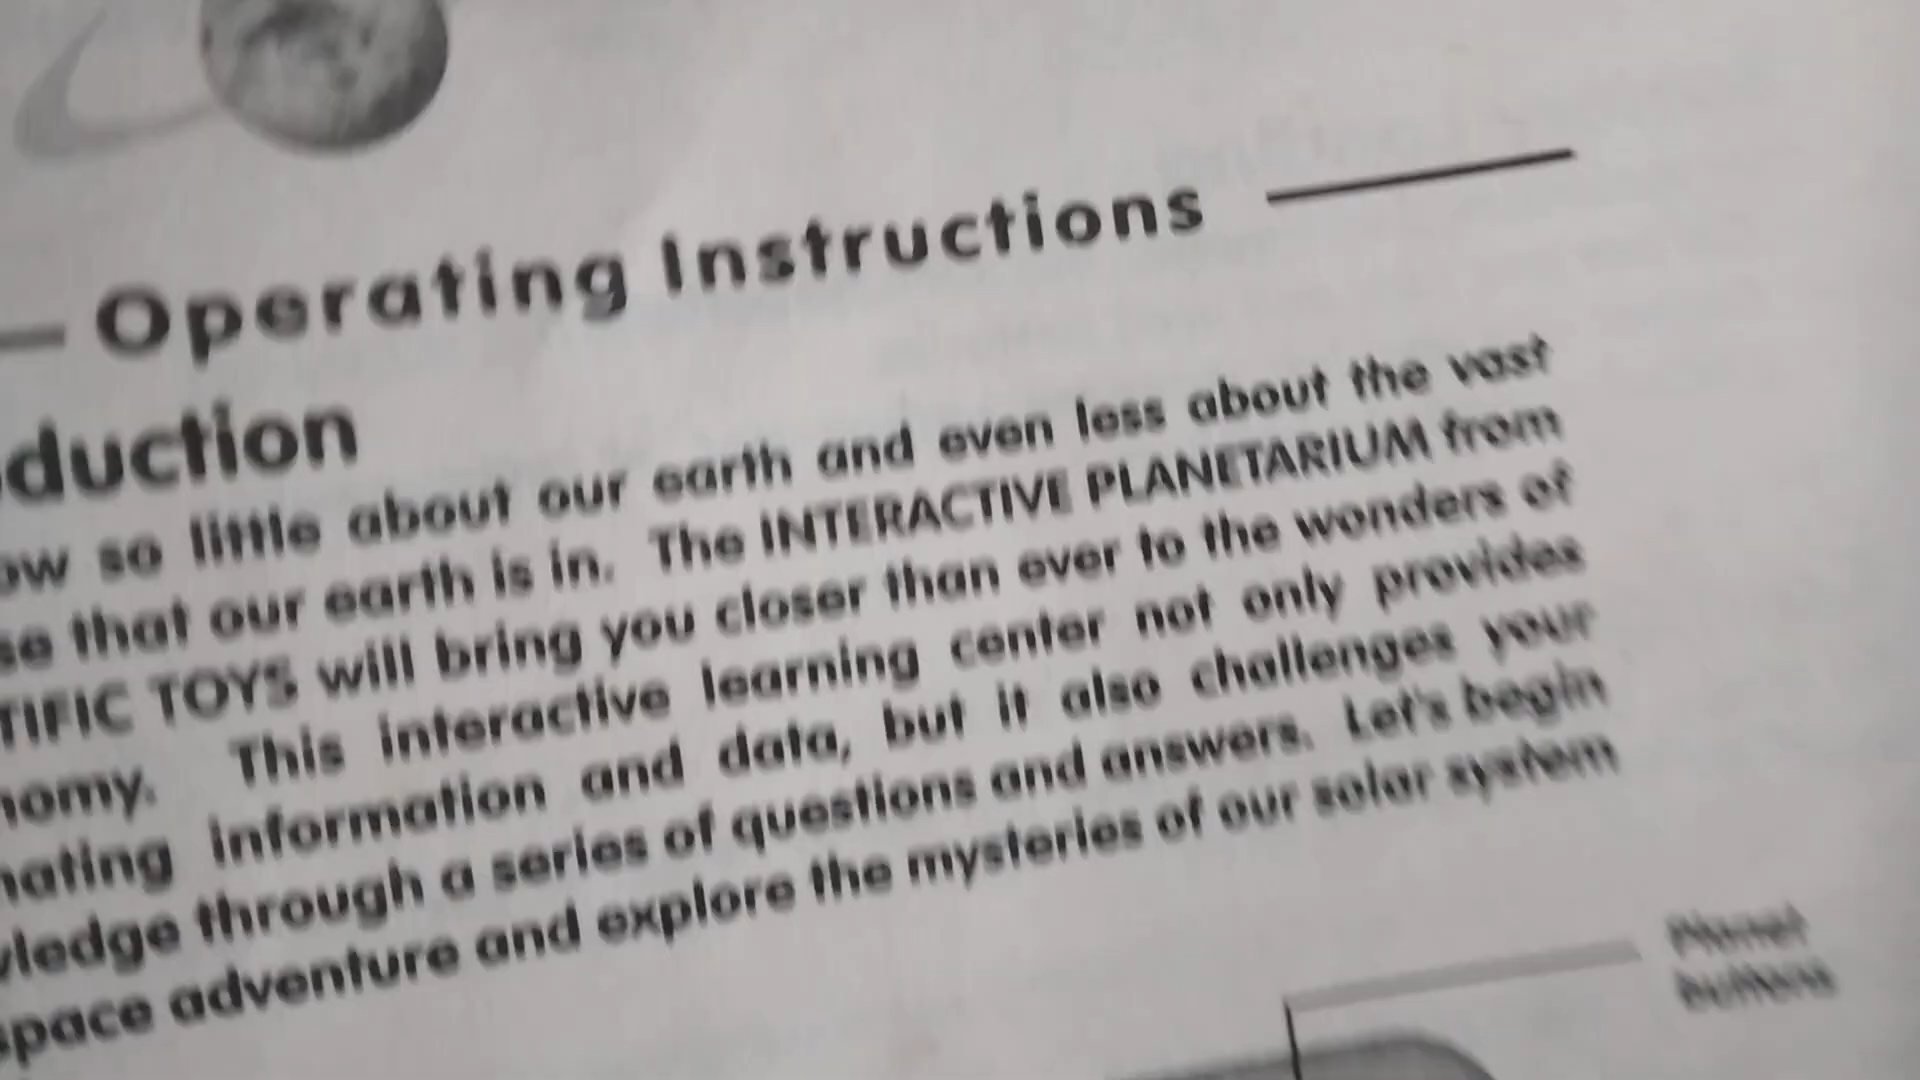 Operating Instructions
duction
ow so little about our earth and even less about the vast
se that our earth is in. The INTERACTIVE PLANETARIUM from
TIFIC TOYS will bring you closer than ever to the wonders of
nomy. This interactive learning center not only provides
nating information and data, but it also challenges your
wledge through a series of questions and answers. Let's begin
space adventure and explore the mysteries of our solar system
Planet
buttons